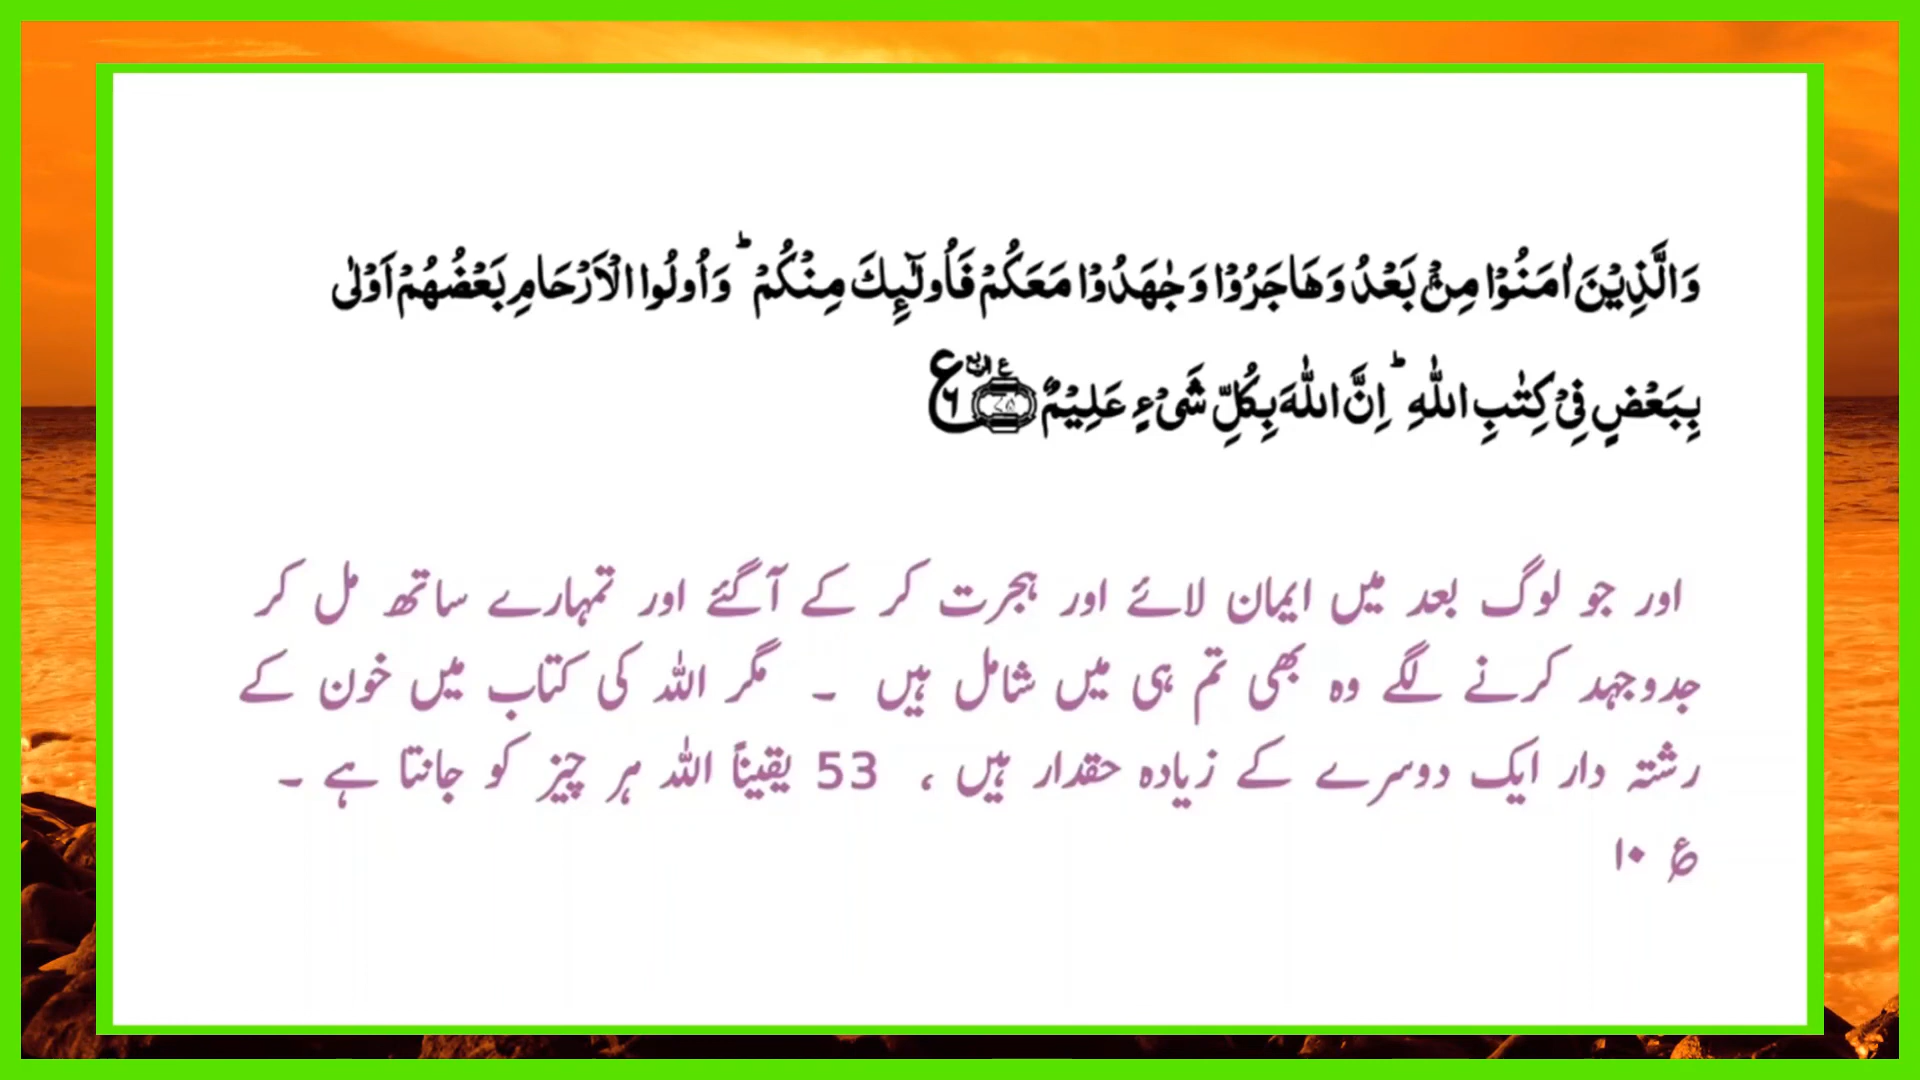 وَالَّذِيْنَ اٰمَنُوْا مِنْۢ بَعْدُ وَهَاجَرُوْا وَجٰهَدُوْا مَعَكُمْ فَاُولٰٓئِكَ مِنْكُمْ ؕ وَاُولُوا الْاَرْحَامِ بَعْضُهُمْ اَوْلٰى
بِبَعْضٍ فِىْ كِتٰبِ اللّٰهِ ؕ اِنَّ اللّٰهَ بِكُلِّ شَىْءٍ عَلِيْمٌ ۷۵ ع ۶
اور جو لوگ بعد میں ایمان لائے اور ہجرت کر کے آگئے اور تمہارے ساتھ مل کر
جدوجہد کرنے لگے وہ بھی تم ہی میں شامل ہیں ۔ مگر اللہ کی کتاب میں خون کے
رشتہ دار ایک دوسرے کے زیادہ حقدار ہیں ، 53 یقیناً اللہ ہر چیز کو جانتا ہے ۔
؏ ١۰